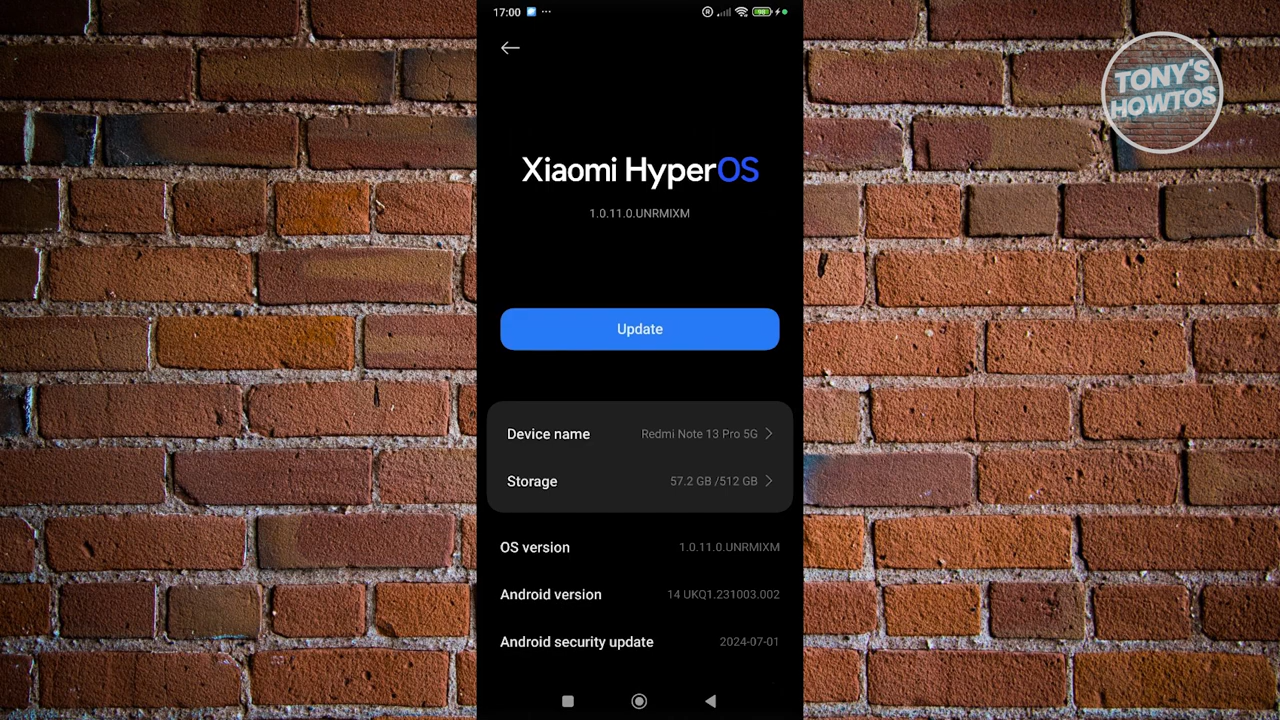 17:00
98
TONY'S
HOWTOS
Xiaomi HyperOS
1.0.11.0.UNRMIXM
Update
Device name Redmi Note 13 Pro 5G
Storage 57.2 GB /512 GB
OS version 1.0.11.0.UNRMIXM
Android version 14 UKQ1.231003.002
Android security update 2024-07-01